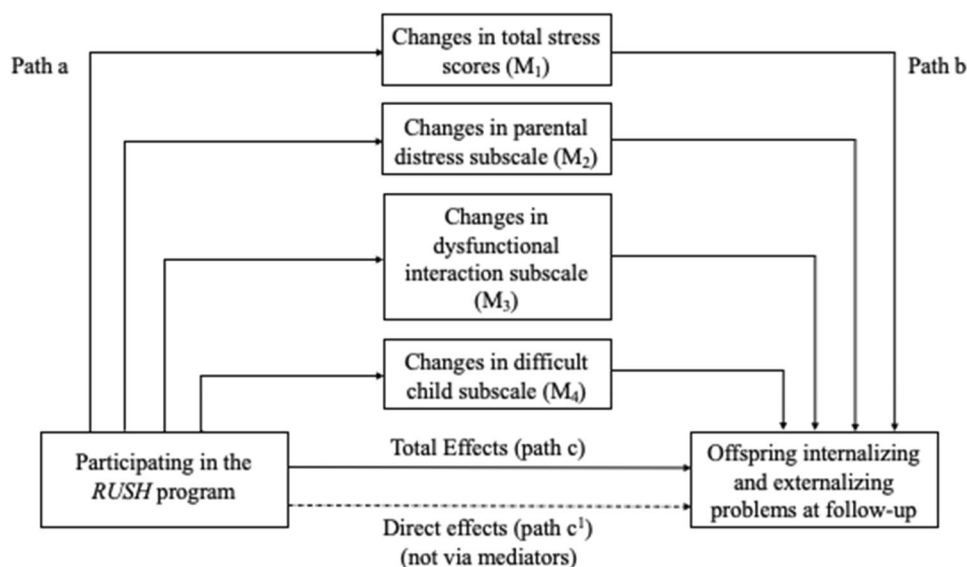 Path a
Changes in total stress
scores (M₁)
Path b
Changes in parental
distress subscale (M₂)
Changes in
dysfunctional
interaction subscale
(M₃)
Changes in difficult
child subscale (M₄)
Participating in the
RUSH program
Total Effects (path c)
Direct effects (path c¹)
(not via mediators)
Offspring internalizing
and externalizing
problems at follow-up